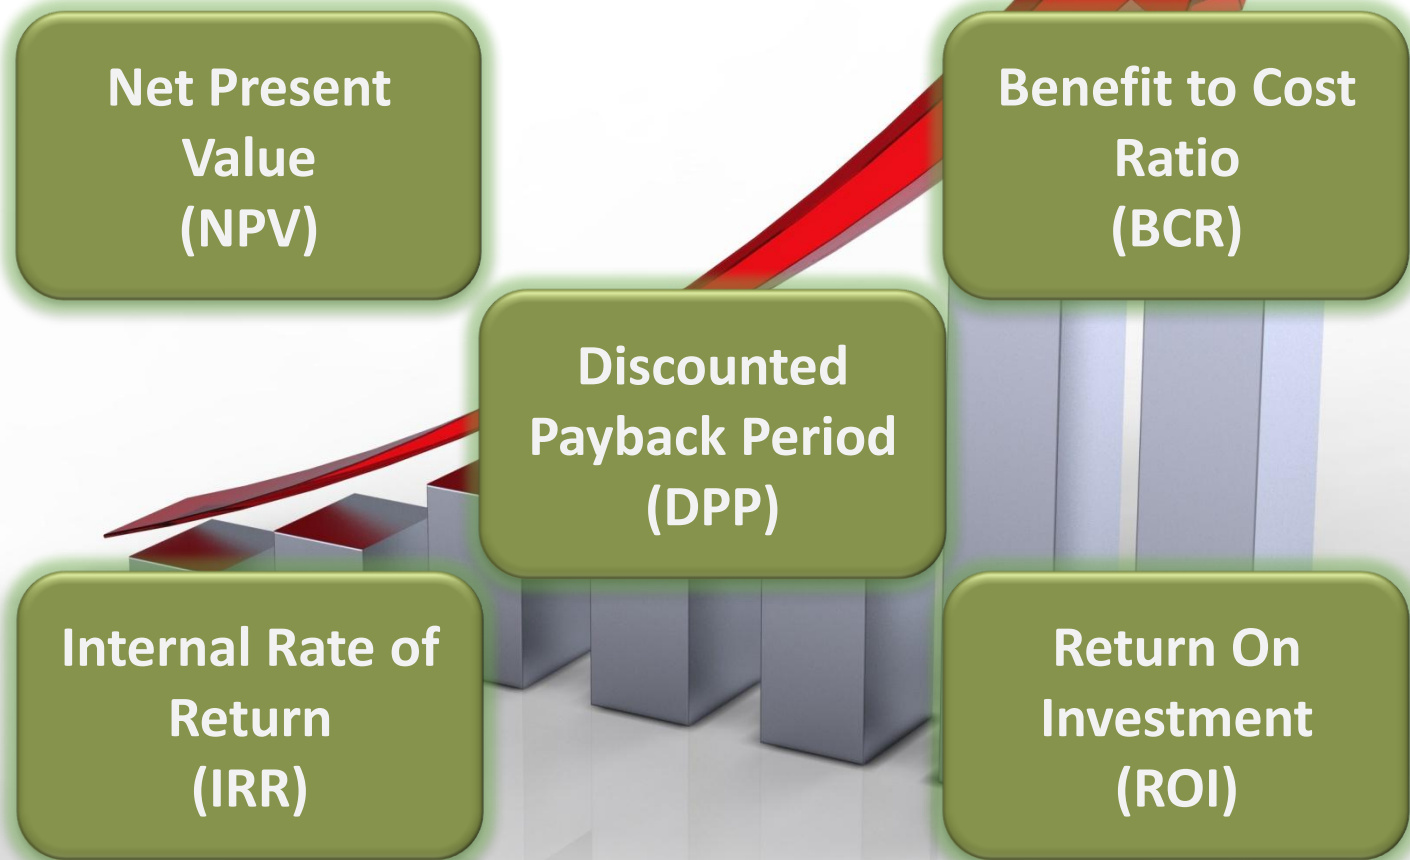 Net Present
Value
(NPV)
Benefit to Cost
Ratio
(BCR)
Discounted
Payback Period
(DPP)
Internal Rate of
Return
(IRR)
Return On
Investment
(ROI)